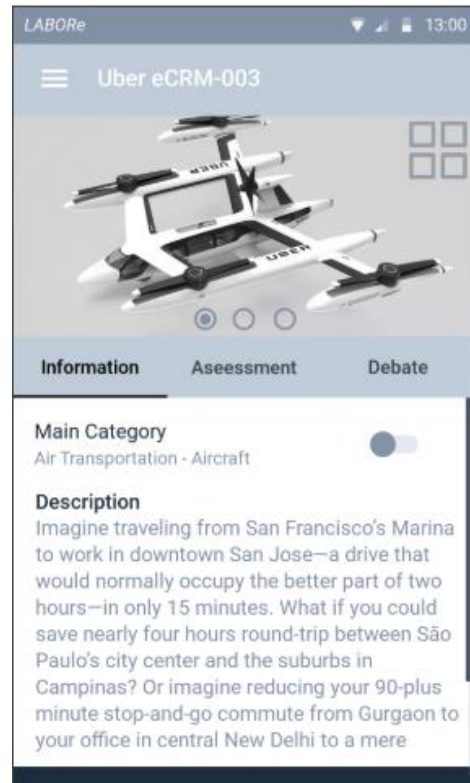 LABORe 13:00
Uber eCRM-003
UBER
UBER
Information Aseessment Debate
Main Category
Air Transportation - Aircraft
Description
Imagine traveling from San Francisco’s Marina
to work in downtown San Jose—a drive that
would normally occupy the better part of two
hours—in only 15 minutes. What if you could
save nearly four hours round-trip between São
Paulo’s city center and the suburbs in
Campinas? Or imagine reducing your 90-plus
minute stop-and-go commute from Gurgaon to
your office in central New Delhi to a mere